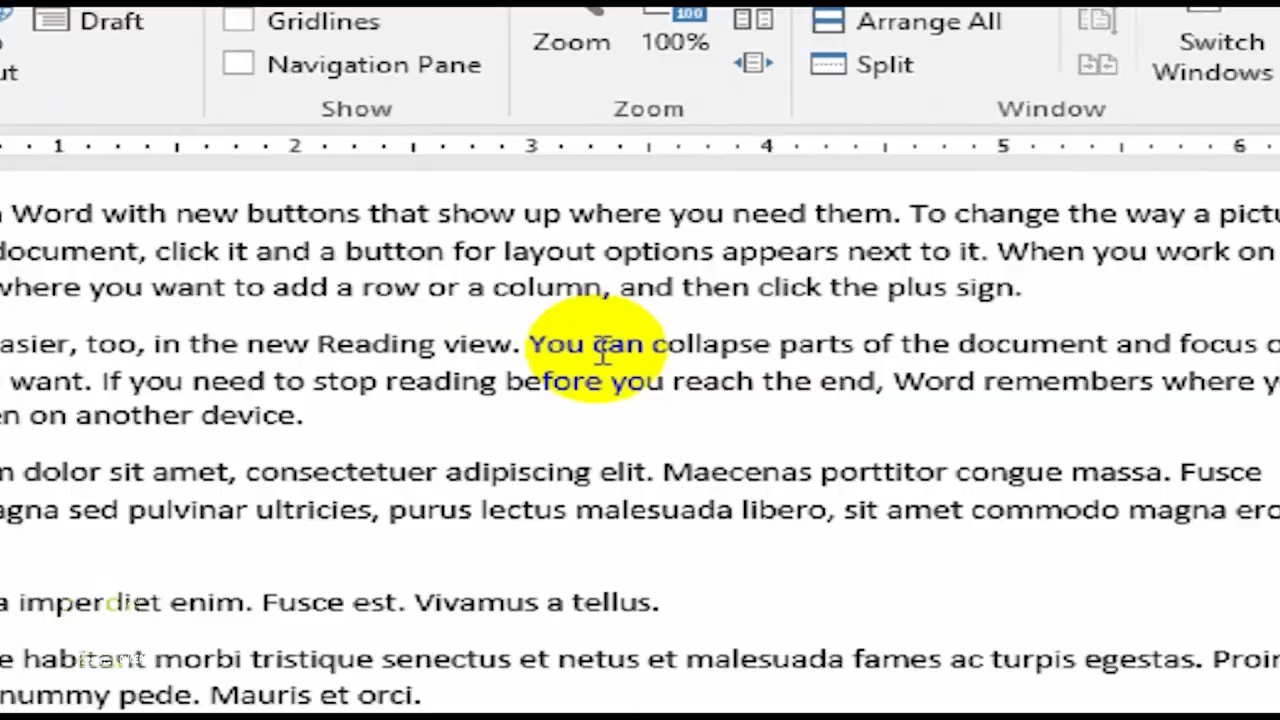 Draft Gridlines Zoom 100% Arrange All Switch
Navigation Pane Split Windows
Show Zoom Window
1 2 3 4 5 6
Word with new buttons that show up where you need them. To change the way a
document, click it and a button for layout options appears next to it. When you work on
where you want to add a row or a column, and then click the plus sign.
asier, too, in the new Reading view. You can collapse parts of the document and focus
want. If you need to stop reading before you reach the end, Word remembers where
en on another device.
dolor sit amet, consectetuer adipiscing elit. Maecenas porttitor congue massa. Fusce
agna sed pulvinar ultricies, purus lectus malesuada libero, sit amet commodo magna ero
a imperdiet enim. Fusce est. Vivamus a tellus.
e habitant morbi tristique senectus et netus et malesuada fames ac turpis egestas. Proin
nummy pede. Mauris et orci.